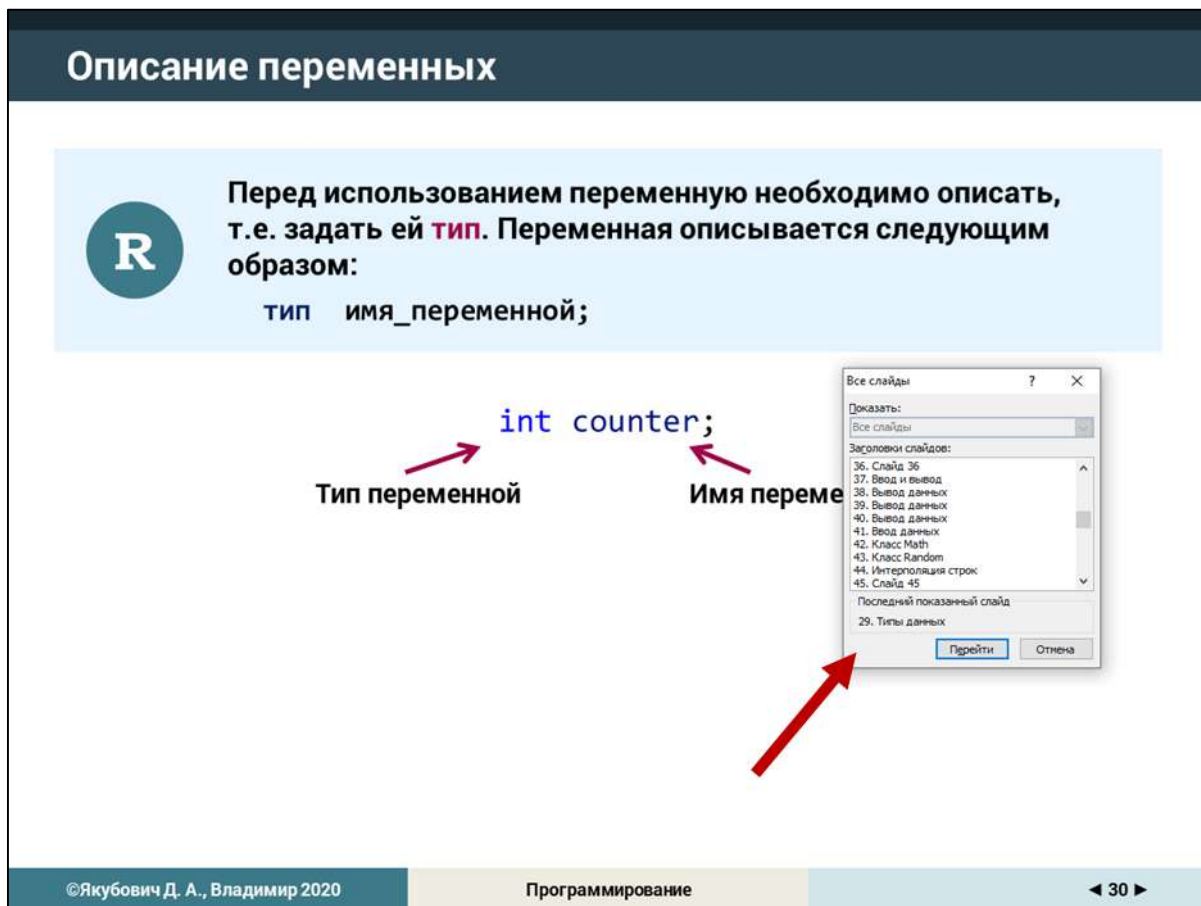 Описание переменных
R
Перед использованием переменную необходимо описать,
т.е. задать ей тип. Переменная описывается следующим
образом:
тип имя_переменной;
int counter;
Тип переменной
Имя переме
Все слайды ? ×
Показать:
Все слайды
Заголовки слайдов:
36. Слайд 36
37. Ввод и вывод
38. Вывод данных
39. Вывод данных
40. Вывод данных
41. Ввод данных
42. Класс Math
43. Класс Random
44. Интерполяция строк
45. Слайд 45
Последний показанный слайд
29. Типы данных
Перейти
Отмена
©Якубович Д. А., Владимир 2020
Программирование
◄ 30 ►